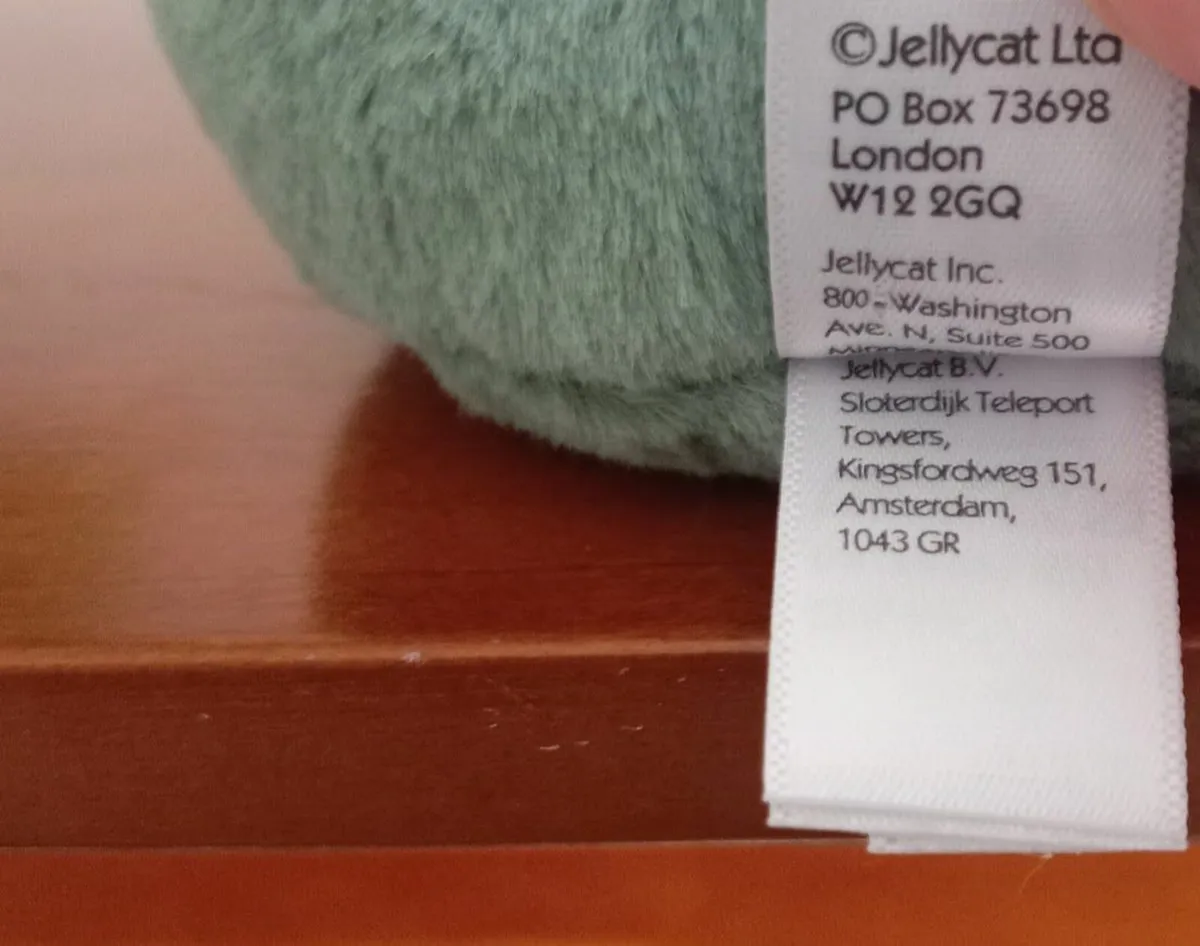 ©Jellycat Ltd
PO Box 73698
London
W12 2GQ
Jellycat Inc.
800-Washington
Ave. N, Suite 500
Jellycat B.V.
Sloterdijk Teleport
Towers,
Kingsfordweg 151,
Amsterdam,
1043 GR